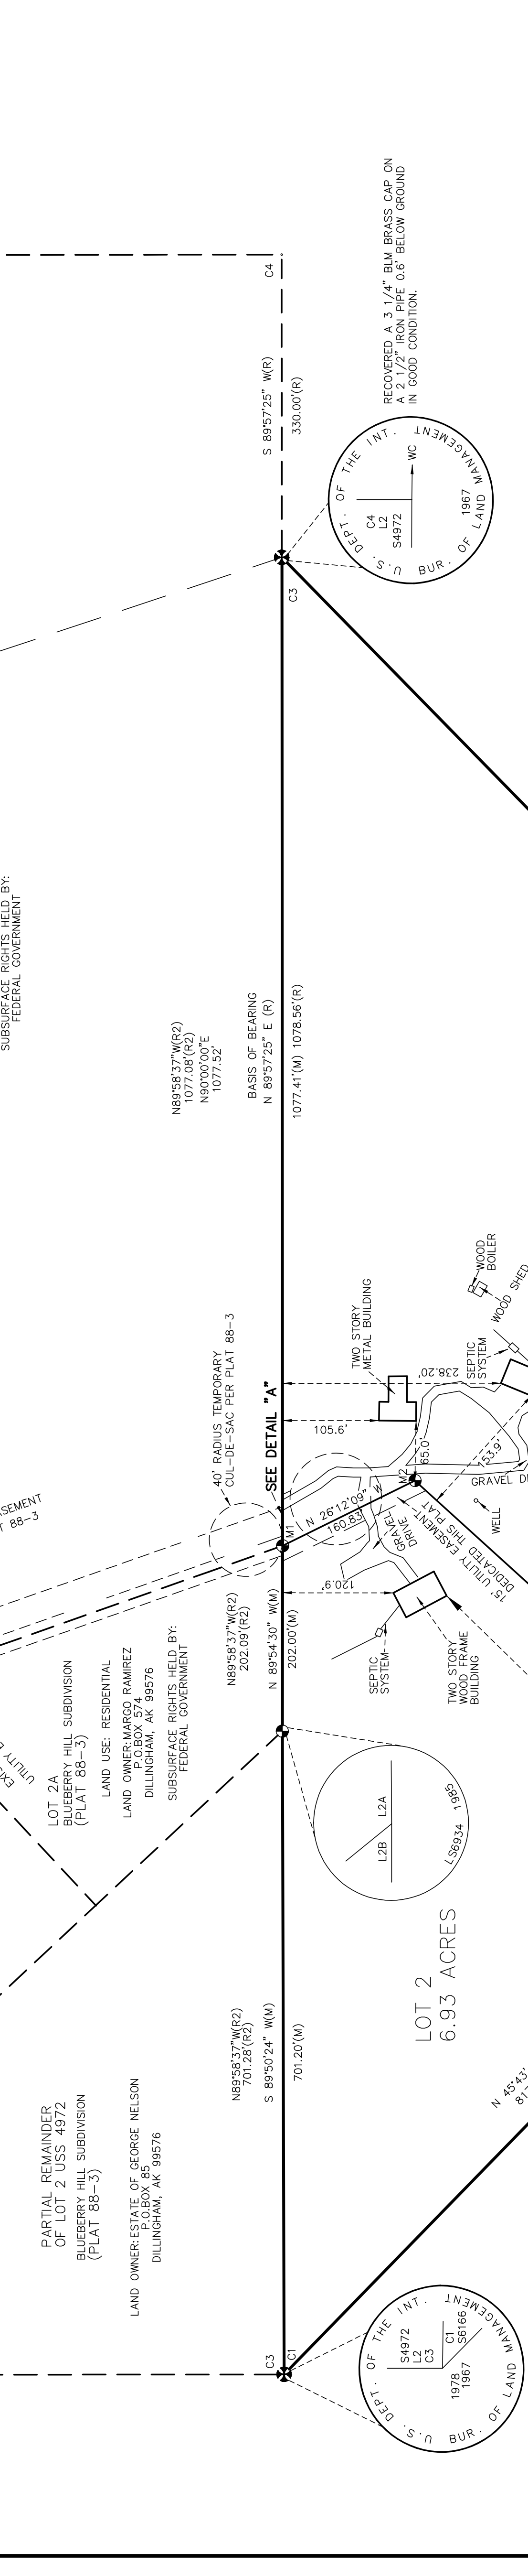 C4
S 89°57'25" W(R)
330.00'(R)
RECOVERED A 3 1/4" BLM BRASS CAP ON
A 2 1/2" IRON PIPE 0.6' BELOW GROUND
IN GOOD CONDITION.
U.S. DEPT. OF THE INT.
BUR. OF LAND MANAGEMENT
C4
L2
S4972
WC
1967
C3
SUBSURFACE RIGHTS HELD BY:
FEDERAL GOVERNMENT
N89°58'37"W(R2)
1077.08'(R2)
N90°00'00"E
1077.52'
BASIS OF BEARING
N 89°57'25" E (R)
1077.41'(M) 1078.56'(R)
40' RADIUS TEMPORARY
CUL-DE-SAC PER PLAT 88-3
SEE DETAIL "A"
TWO STORY
METAL BUILDING
105.6'
238.20'
WOOD
BOILER
WOOD SHED
SEPTIC
SYSTEM
65.0'
153.9'
M2
GRAVEL
WELL
M1
N 26°12'09" W
160.83'
GRAVEL
DRIVE
15' UTILITY EASEMENT
DEDICATED THIS PLAT
120.9'
SEPTIC
SYSTEM
TWO STORY
WOOD FRAME
BUILDING
88-3
N89°58'37"W(R2)
202.09'(R2)
N 89°54'30" W(M)
202.00'(M)
UTILITY
LOT 2A
BLUEBERRY HILL SUBDIVISION
(PLAT 88-3)
LAND USE: RESIDENTIAL
LAND OWNER: MARGO RAMIREZ
P.O.BOX 574
DILLINGHAM, AK 99576
SUBSURFACE RIGHTS HELD BY:
FEDERAL GOVERNMENT
L2B
L2A
LS6934 1985
LOT 2
6.93 ACRES
N89°58'37"W(R2)
701.28'(R2)
S 89°50'24" W(M)
701.20'(M)
N 45°43'
PARTIAL REMAINDER
OF LOT 2 USS 4972
BLUEBERRY HILL SUBDIVISION
(PLAT 88-3)
LAND OWNER: ESTATE OF GEORGE NELSON
P.O.BOX 85
DILLINGHAM, AK 99576
C3
C1
U.S. DEPT. OF THE INT.
BUR. OF LAND MANAGEMENT
S4972
L2
C3
C1
S6166
1978
1967